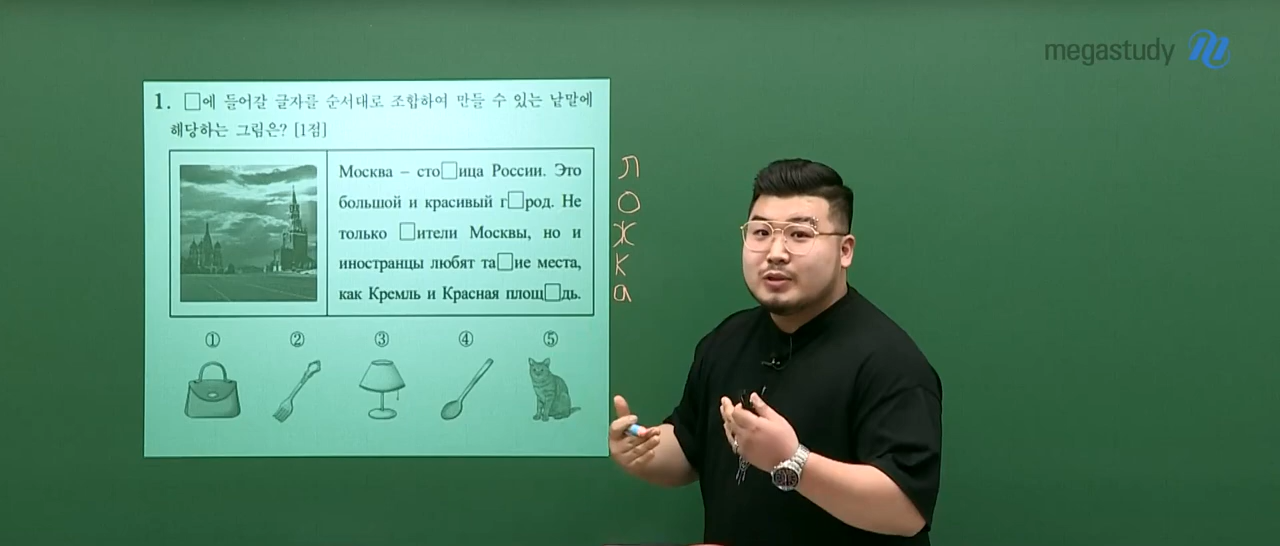 megastudy
1. □에 들어갈 글자를 순서대로 조합하여 만들 수 있는 낱말에
해당하는 그림은? [1점]
Москва – сто□ица России. Это
большой и красивый г□род. Не
только □ители Москвы, но и
иностранцы любят та□ие места,
как Кремль и Красная площ□дь.
л
о
ж
к
а
① ② ③ ④ ⑤